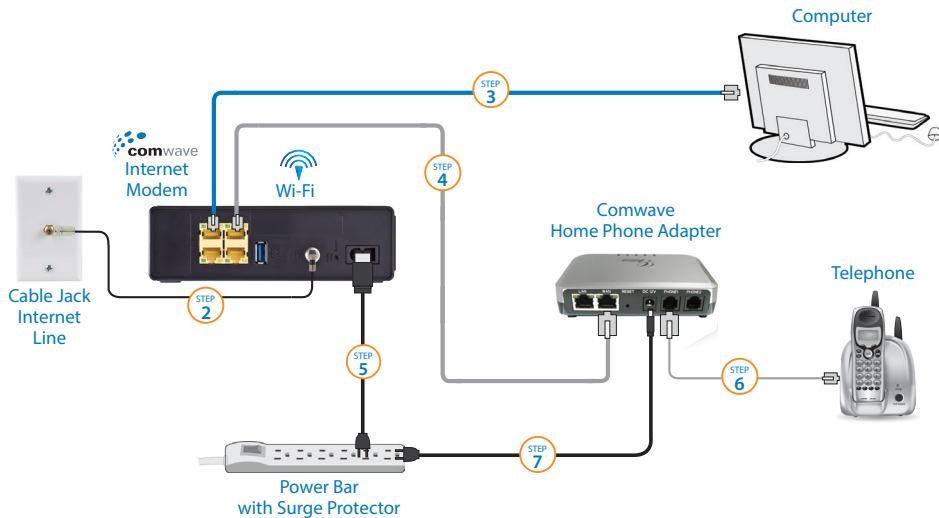 Computer
STEP
3
comwave
Internet
Modem
Wi-Fi
STEP
4
Comwave
Home Phone Adapter
LAN WAN RESET DC 12V PHONE1 PHONE2
Telephone
Cable Jack
Internet
Line
STEP
2
STEP
5
STEP
6
STEP
7
Power Bar
with Surge Protector